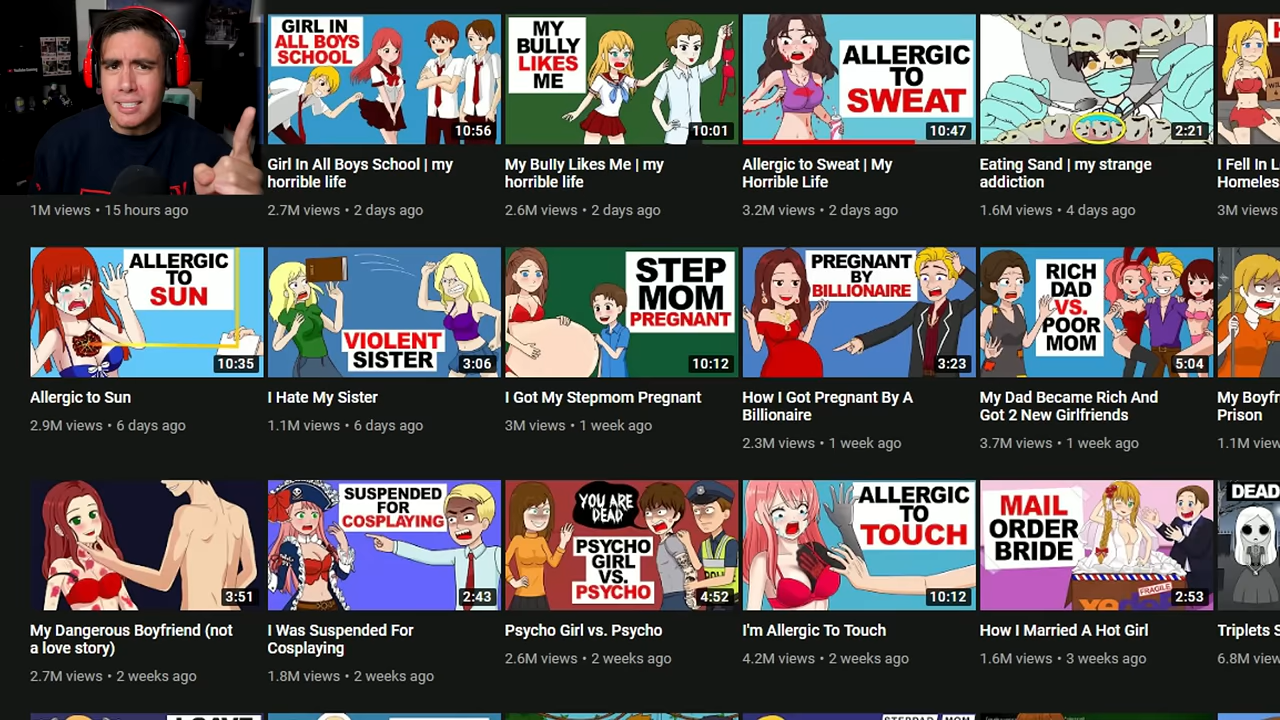 GIRL IN
ALL BOYS
SCHOOL
10:56
MY
BULLY
LIKES
ME
10:01
ALLERGIC
TO
SWEAT
10:47
2:21
Girl In All Boys School | my
horrible life
My Bully Likes Me | my
horrible life
Allergic to Sweat | My
Horrible Life
Eating Sand | my strange
addiction
I Fell In L
Homeles
1M views • 15 hours ago
2.7M views • 2 days ago
2.6M views • 2 days ago
3.2M views • 2 days ago
1.6M views • 4 days ago
3M views
ALLERGIC
TO
SUN
10:35
VIOLENT
SISTER
3:06
STEP
MOM
PREGNANT
10:12
PREGNANT
BY
BILLIONAIRE
3:23
RICH
DAD
VS.
POOR
MOM
5:04
Allergic to Sun
I Hate My Sister
I Got My Stepmom Pregnant
How I Got Pregnant By A
Billionaire
My Dad Became Rich And
Got 2 New Girlfriends
My Boyfr
Prison
2.9M views • 6 days ago
1.1M views • 6 days ago
3M views • 1 week ago
2.3M views • 1 week ago
3.7M views • 1 week ago
1.1M view
3:51
SUSPENDED
FOR
COSPLAYING
2:43
YOU ARE
DEAD
PSYCHO
GIRL
VS.
PSYCHO
4:52
ALLERGIC
TO
TOUCH
10:12
MAIL
ORDER
BRIDE
FRAGILE
2:53
DEAD
My Dangerous Boyfriend (not
a love story)
I Was Suspended For
Cosplaying
Psycho Girl vs. Psycho
I'm Allergic To Touch
How I Married A Hot Girl
Triplets S
2.7M views • 2 weeks ago
1.8M views • 2 weeks ago
2.6M views • 2 weeks ago
4.2M views • 2 weeks ago
1.6M views • 3 weeks ago
6.8M view